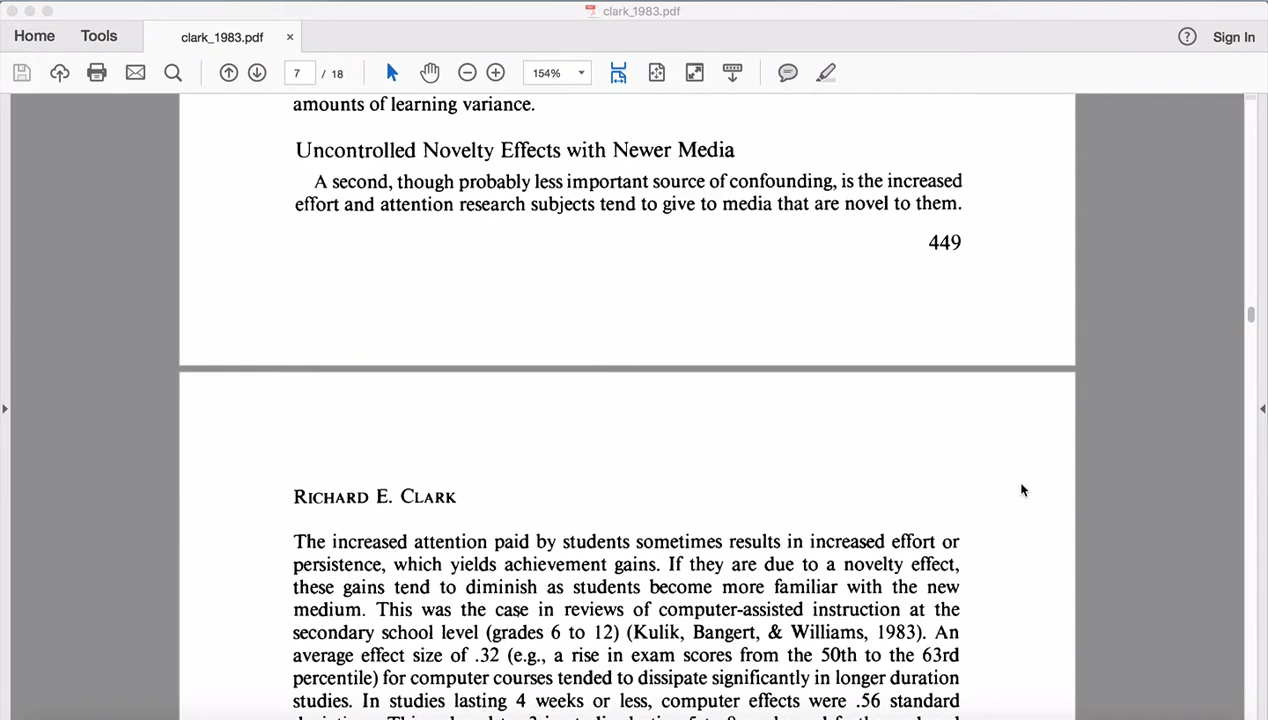 clark_1983.pdf
Home
Tools
clark_1983.pdf ×
? Sign In
7 / 18
154%
amounts of learning variance.
Uncontrolled Novelty Effects with Newer Media
A second, though probably less important source of confounding, is the increased
effort and attention research subjects tend to give to media that are novel to them.
449
RICHARD E. CLARK
The increased attention paid by students sometimes results in increased effort or
persistence, which yields achievement gains. If they are due to a novelty effect,
these gains tend to diminish as students become more familiar with the new
medium. This was the case in reviews of computer-assisted instruction at the
secondary school level (grades 6 to 12) (Kulik, Bangert, & Williams, 1983). An
average effect size of .32 (e.g., a rise in exam scores from the 50th to the 63rd
percentile) for computer courses tended to dissipate significantly in longer duration
studies. In studies lasting 4 weeks or less, computer effects were .56 standard